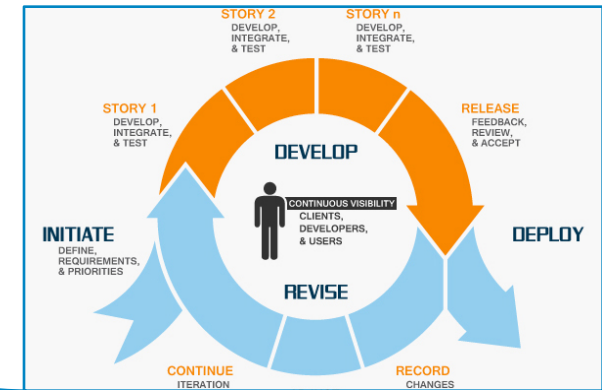 STORY 2
DEVELOP,
INTEGRATE,
& TEST
STORY n
DEVELOP,
INTEGRATE,
& TEST
STORY 1
DEVELOP,
INTEGRATE,
& TEST
RELEASE
FEEDBACK,
REVIEW,
& ACCEPT
DEVELOP
CONTINUOUS VISIBILITY
CLIENTS,
DEVELOPERS,
& USERS
INITIATE
DEFINE,
REQUIREMENTS,
& PRIORITIES
DEPLOY
REVISE
CONTINUE
ITERATION
RECORD
CHANGES